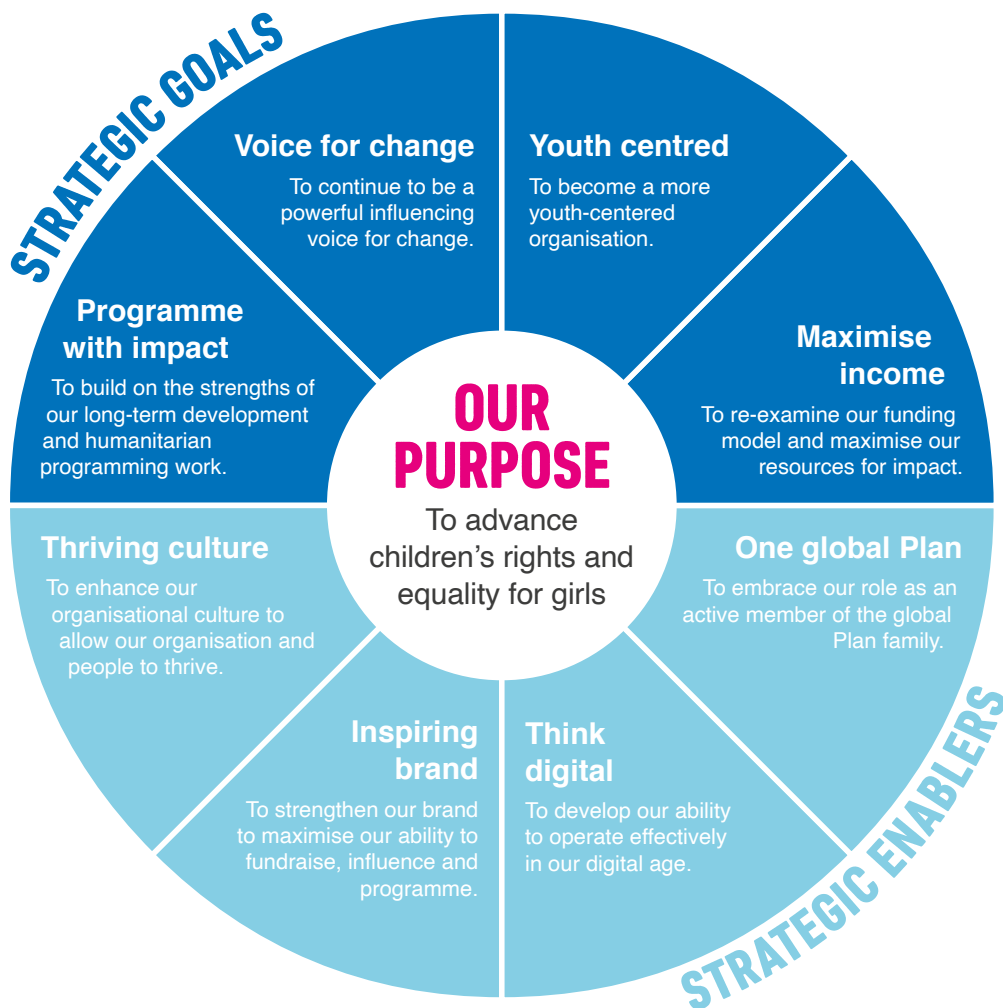 STRATEGIC GOALS
Voice for change
To continue to be a
powerful influencing
voice for change.
Youth centred
To become a more
youth-centered
organisation.
Programme
with impact
To build on the strengths of
our long-term development
and humanitarian
programming work.
Maximise
income
To re-examine our funding
model and maximise our
resources for impact.
OUR
PURPOSE
To advance
children’s rights and
equality for girls
Thriving culture
To enhance our
organisational culture to
allow our organisation and
people to thrive.
One global Plan
To embrace our role as an
active member of the global
Plan family.
Inspiring
brand
To strengthen our brand
to maximise our ability to
fundraise, influence and
programme.
Think
digital
To develop our ability
to operate effectively
in our digital age.
STRATEGIC ENABLERS